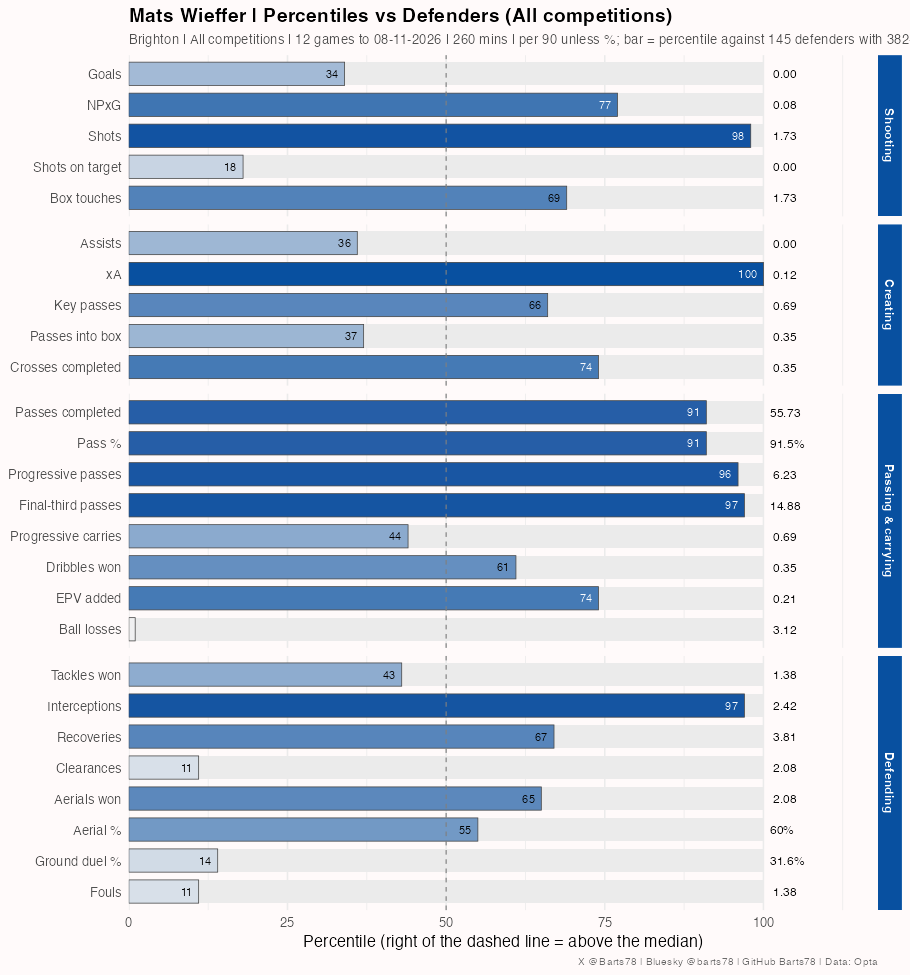 Mats Wieffer | Percentiles vs Defenders (All competitions)
Brighton | All competitions | 12 games to 08-11-2026 | 260 mins | per 90 unless %; bar = percentile against 145 defenders with 382
Goals 34 0.00
NPxG 77 0.08
Shots 98 1.73
Shots on target 18 0.00
Box touches 69 1.73
Shooting
Assists 36 0.00
xA 100 0.12
Key passes 66 0.69
Passes into box 37 0.35
Crosses completed 74 0.35
Creating
Passes completed 91 55.73
Pass % 91 91.5%
Progressive passes 96 6.23
Final-third passes 97 14.88
Progressive carries 44 0.69
Dribbles won 61 0.35
EPV added 74 0.21
Ball losses 3.12
Passing & carrying
Tackles won 43 1.38
Interceptions 97 2.42
Recoveries 67 3.81
Clearances 11 2.08
Aerials won 65 2.08
Aerial % 55 60%
Ground duel % 14 31.6%
Fouls 11 1.38
Defending
0 25 50 75 100
Percentile (right of the dashed line = above the median)
X @Barts78 | Bluesky @barts78 | GitHub Barts78 | Data: Opta